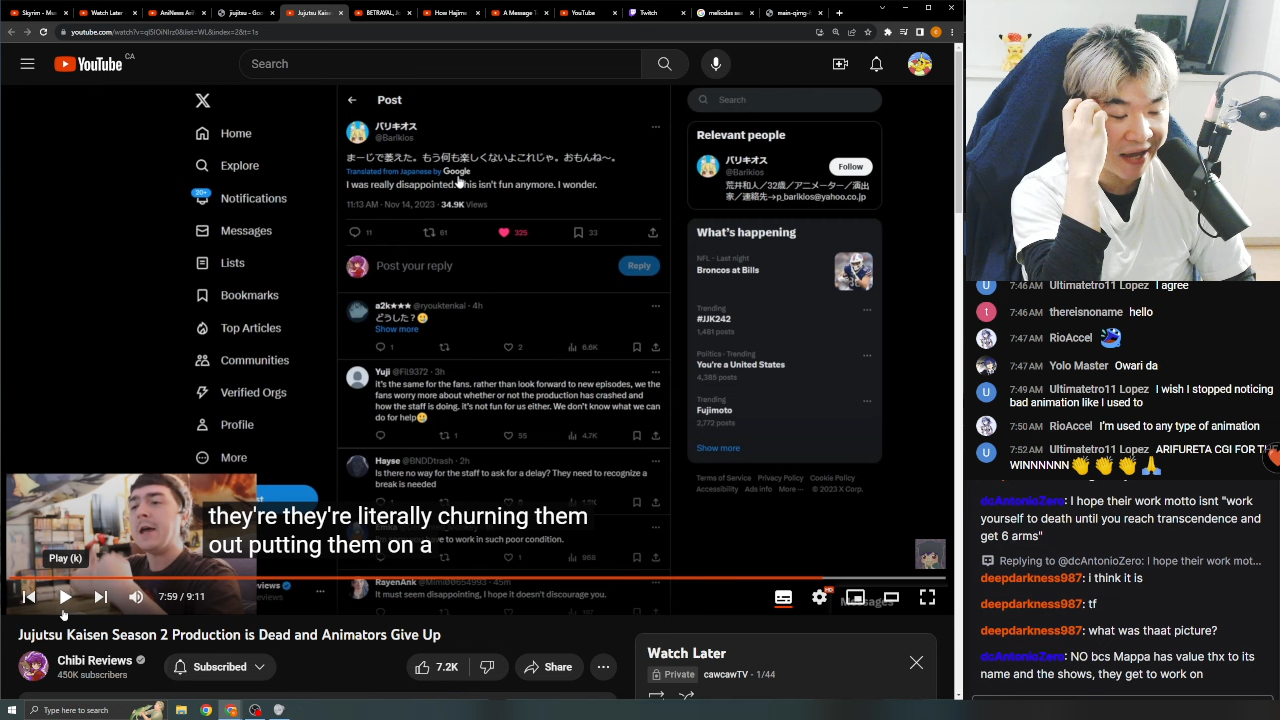 Skyrim - Mu
Watch Later
AniNews Ani
jiujitsu - Goo
Jujutsu Kaise
BETRAYAL, J
How Hajime
A Message T
YouTube
Twitch
meliodas sa
main-qimg-
youtube.com/watch?v=qI5IOiNIrz0&list=WL&index=2&t=1s
YouTube CA
Search
Post
Search
Home
Explore
20+
Notifications
Messages
Lists
Bookmarks
Top Articles
Communities
Verified Orgs
Profile
More
バリキオス
@Barikios
まーじで萎えた。もう何も楽しくないよこれじゃ。おもんね〜。
Translated from Japanese by Google
I was really disappointed. This isn't fun anymore. I wonder.
11:13 AM · Nov 14, 2023 · 34.9K Views
11 61 325 33
Post your reply
Reply
a2k★★★ @ryouktenkai · 4h
どうした？
Show more
1 2 6.6K
Yuji @Fll9372 · 3h
it's the same for the fans. rather than look forward to new episodes, we the
fans worry more about whether or not the production has crashed and
how the staff is doing. it's not fun for us either. We don't know what we can
do for help
1 55 4.7K
Hayse @BNDDtrash · 2h
Is there no way for the staff to ask for a delay? They need to recognize a
break is needed
to work in such poor condition.
1 968
RayenAnk @Mimi00654993 · 45m
It must seem disappointing, I hope it doesn't discourage you.
Relevant people
バリキオス
@Barikios
Follow
荒井和人／32歳／アニメーター／演出
家／連絡先→p_barikios@yahoo.co.jp
What's happening
NFL · Last night
Broncos at Bills
Trending
#JJK242
1,481 posts
Politics · Trending
You're a United States
4,385 posts
Trending
Fujimoto
2,772 posts
Show more
Terms of Service Privacy Policy Cookie Policy
Accessibility Ads info More
© 2023 X Corp.
Messages
they're they're literally churning them
out putting them on a
Play (k)
7:59 / 9:11
HD
Jujutsu Kaisen Season 2 Production is Dead and Animators Give Up
Chibi Reviews
450K subscribers
Subscribed
7.2K
Share
Watch Later
Private cawcawTV - 1/44
Type here to search
7:46 AM Ultimatetro11 Lopez I agree
7:46 AM thereisnoname hello
7:47 AM RioAccel
7:47 AM Yolo Master Owari da
7:49 AM Ultimatetro11 Lopez I wish I stopped noticing
bad animation like I used to
7:50 AM RioAccel I'm used to any type of animation
7:52 AM Ultimatetro11 Lopez ARIFURETA CGI FOR T
WINNNNNN
dcAntonioZero: I hope their work motto isnt "work
yourself to death until you reach transcendence and
get 6 arms"
Replying to @dcAntonioZero: I hope their work mot...
deepdarkness987: i think it is
deepdarkness987: tf
deepdarkness987: what was thaat picture?
dcAntonioZero: NO bcs Mappa has value thx to its
name and the shows, they get to work on